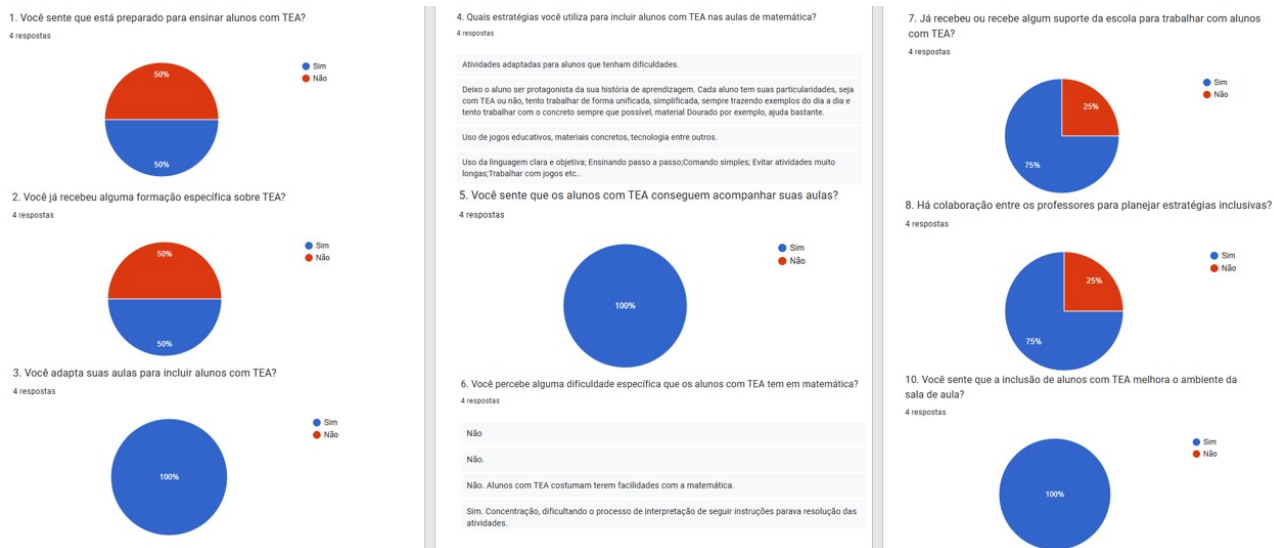 1. Você sente que está preparado para ensinar alunos com TEA?
4 respostas
50%
50%
Sim
Não
2. Você já recebeu alguma formação específica sobre TEA?
4 respostas
50%
50%
Sim
Não
3. Você adapta suas aulas para incluir alunos com TEA?
4 respostas
100%
Sim
Não
4. Quais estratégias você utiliza para incluir alunos com TEA nas aulas de matemática?
4 respostas
Atividades adaptadas para alunos que tenham dificuldades.
Deixo o aluno ser protagonista da sua história de aprendizagem. Cada aluno tem suas particularidades, seja
com TEA ou não, tento trabalhar de forma unificada, simplificada, sempre trazendo exemplos do dia a dia e
tento trabalhar com o concreto sempre que possível, material Dourado por exemplo, ajuda bastante.
Uso de jogos educativos, materiais concretos, tecnologia entre outros.
Uso da linguagem clara e objetiva; Ensinando passo a passo;Comando simples; Evitar atividades muito
longas;Trabalhar com jogos etc..
5. Você sente que os alunos com TEA conseguem acompanhar suas aulas?
4 respostas
100%
Sim
Não
6. Você percebe alguma dificuldade específica que os alunos com TEA tem em matemática?
4 respostas
Não
Não.
Não. Alunos com TEA costumam terem facilidades com a matemática.
Sim. Concentração, dificultando o processo de interpretação de seguir instruções parava resolução das
atividades.
7. Já recebeu ou recebe algum suporte da escola para trabalhar com alunos
com TEA?
4 respostas
25%
75%
Sim
Não
8. Há colaboração entre os professores para planejar estratégias inclusivas?
4 respostas
25%
75%
Sim
Não
10. Você sente que a inclusão de alunos com TEA melhora o ambiente da
sala de aula?
4 respostas
100%
Sim
Não